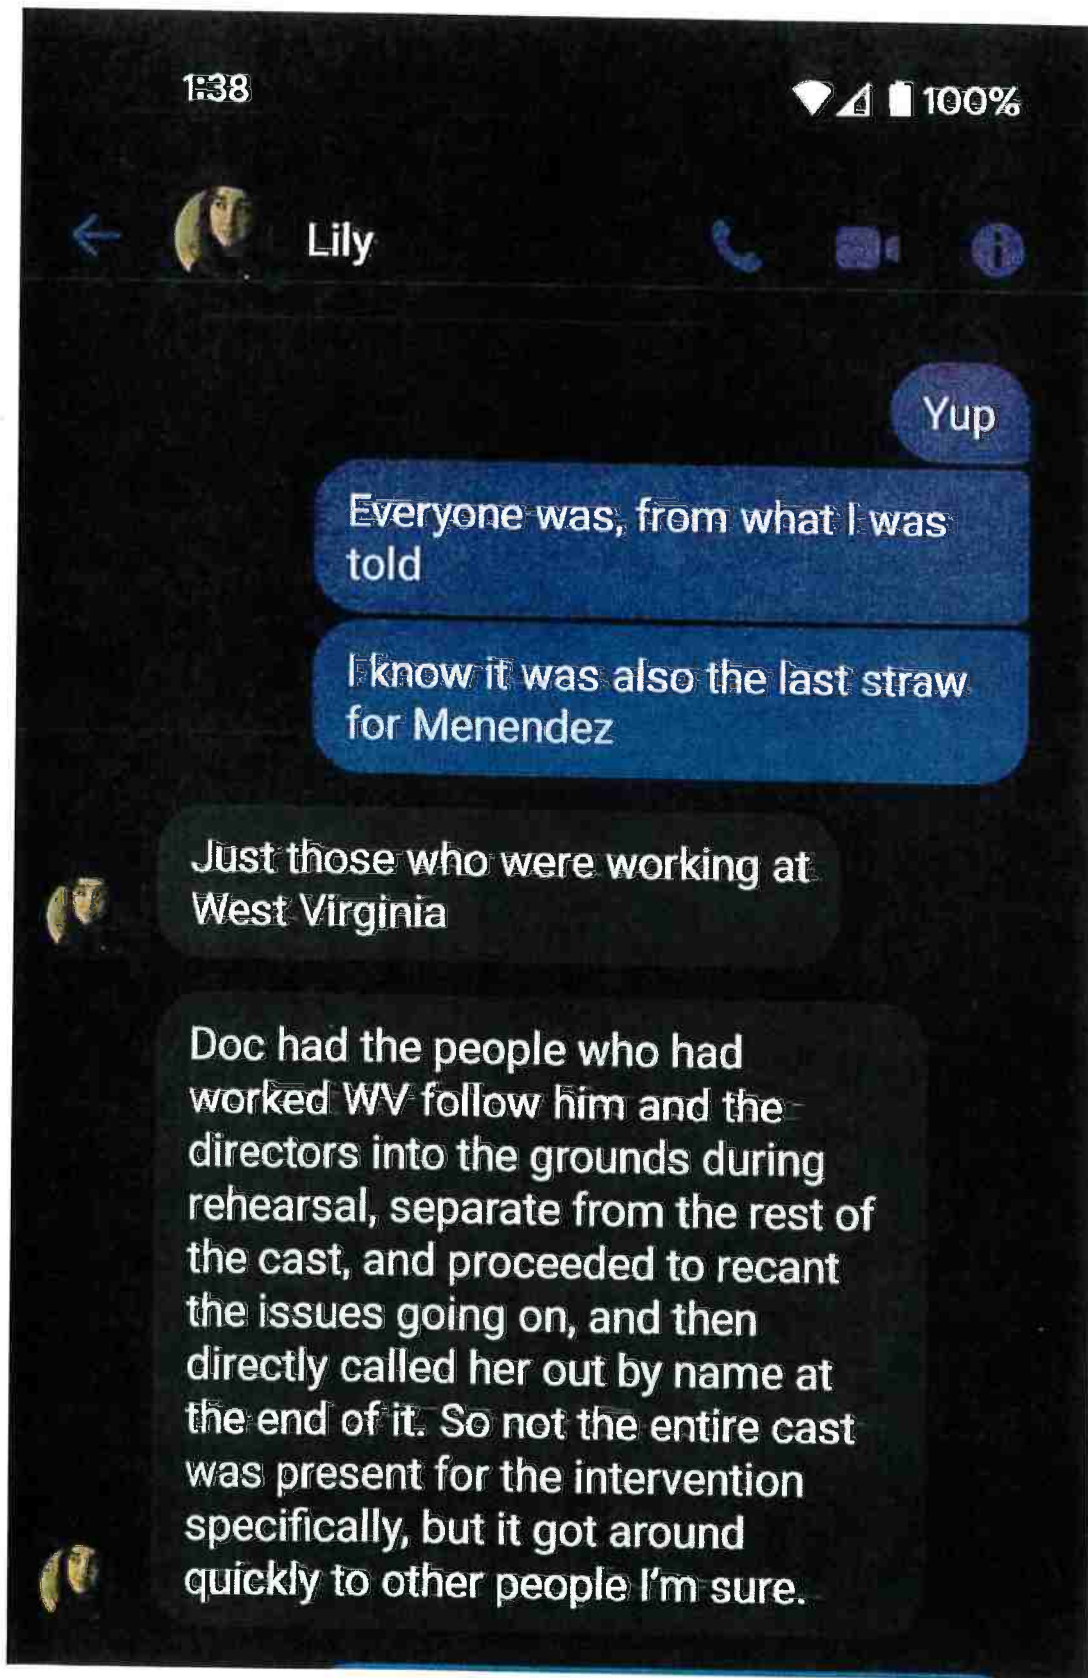 1:38
100%
Lily
Yup
Everyone was, from what I was
told
I know it was also the last straw
for Menendez
Just those who were working at
West Virginia
Doc had the people who had
worked WV follow him and the
directors into the grounds during
rehearsal, separate from the rest of
the cast, and proceeded to recant
the issues going on, and then
directly called her out by name at
the end of it. So not the entire cast
was present for the intervention
specifically, but it got around
quickly to other people I'm sure.